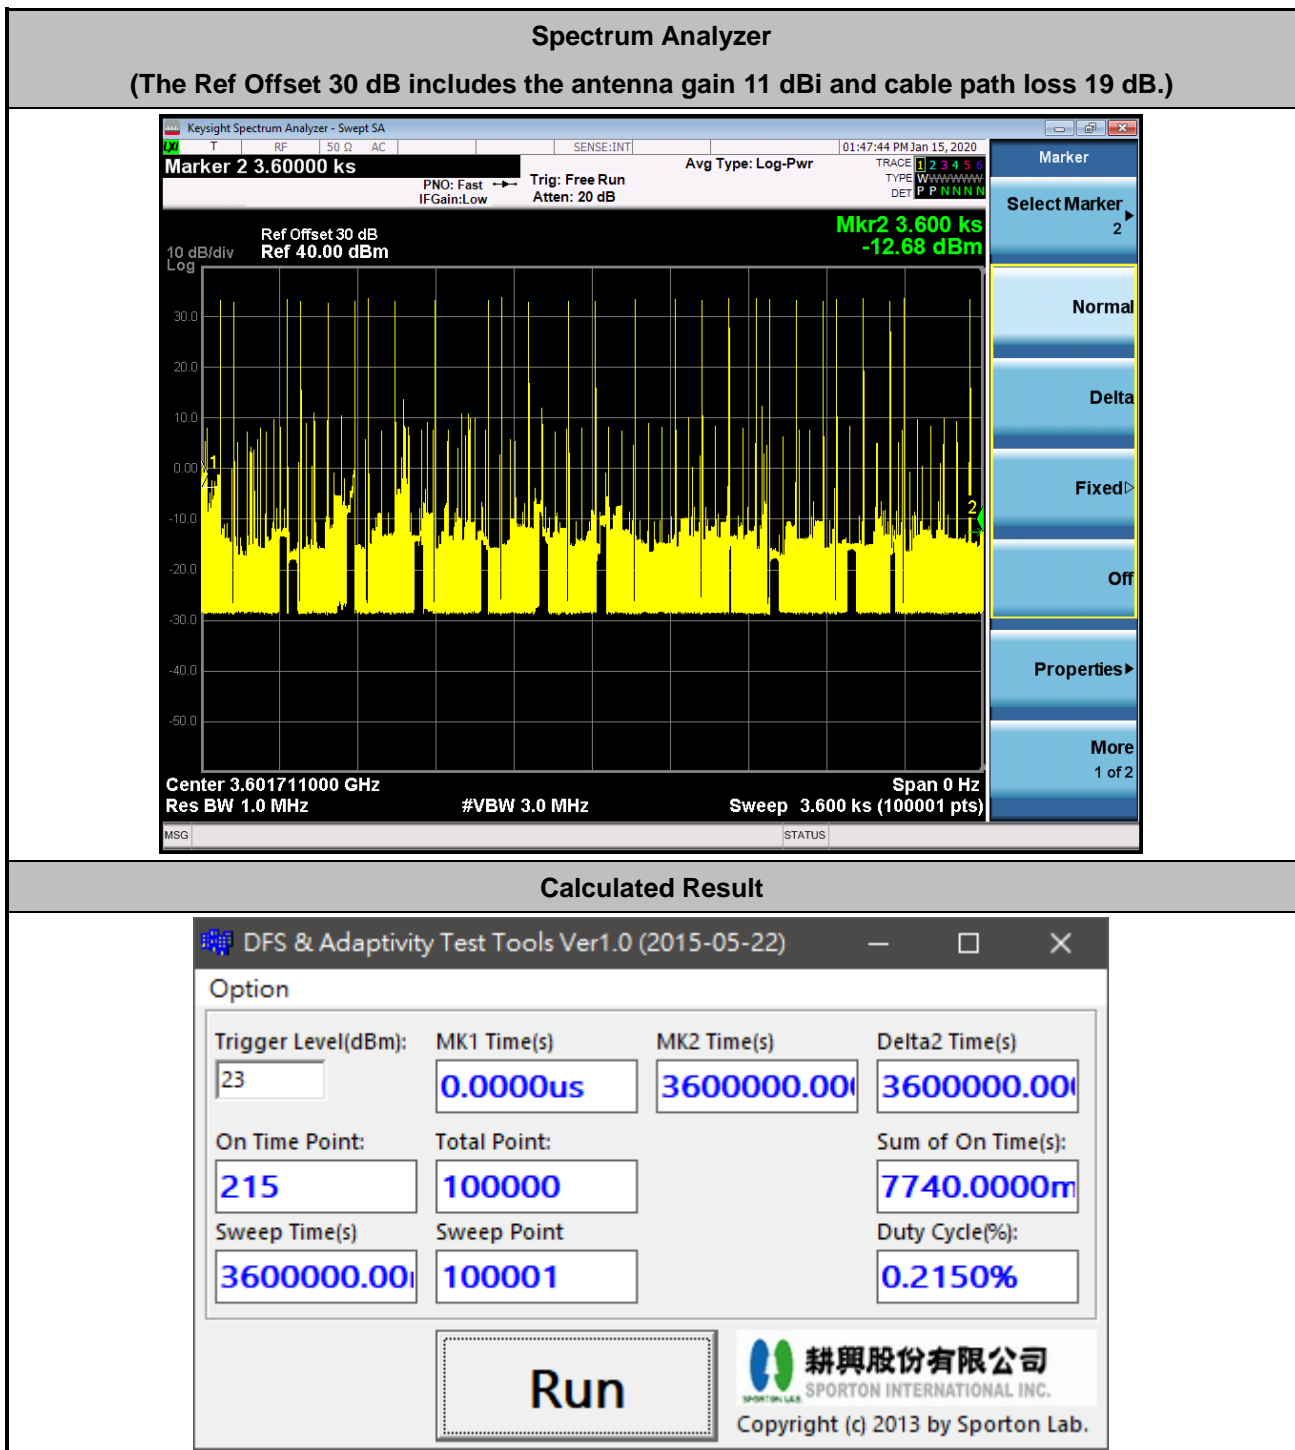 Spectrum Analyzer
(The Ref Offset 30 dB includes the antenna gain 11 dBi and cable path loss 19 dB.)
Keysight Spectrum Analyzer - Swept SA
LXI T RF 50 Ω AC SENSE:INT 01:47:44 PM Jan 15, 2020
Marker 2 3.60000 ks
PNO: Fast
IFGain:Low
Trig: Free Run
Atten: 20 dB
Avg Type: Log-Pwr
TRACE 1 2 3 4 5 6
TYPE WWWWWW
DET P P N N N N
Mkr2 3.600 ks
-12.68 dBm
Ref Offset 30 dB
10 dB/div Ref 40.00 dBm
Log
30.0
20.0
10.0
0.00
-10.0
-20.0
-30.0
-40.0
-50.0
1
2
Center 3.601711000 GHz Span 0 Hz
Res BW 1.0 MHz #VBW 3.0 MHz Sweep 3.600 ks (100001 pts)
MSG STATUS
Marker
Select Marker
2
Normal
Delta
Fixed
Off
Properties
More
1 of 2
Calculated Result
DFS & Adaptivity Test Tools Ver1.0 (2015-05-22)
Option
Trigger Level(dBm): MK1 Time(s) MK2 Time(s) Delta2 Time(s)
23 0.0000us 3600000.00 3600000.00
On Time Point: Total Point: Sum of On Time(s):
215 100000 7740.0000m
Sweep Time(s) Sweep Point Duty Cycle(%):
3600000.00 100001 0.2150%
Run
耕興股份有限公司
SPORTON LAB. SPORTON INTERNATIONAL INC.
Copyright (c) 2013 by Sporton Lab.